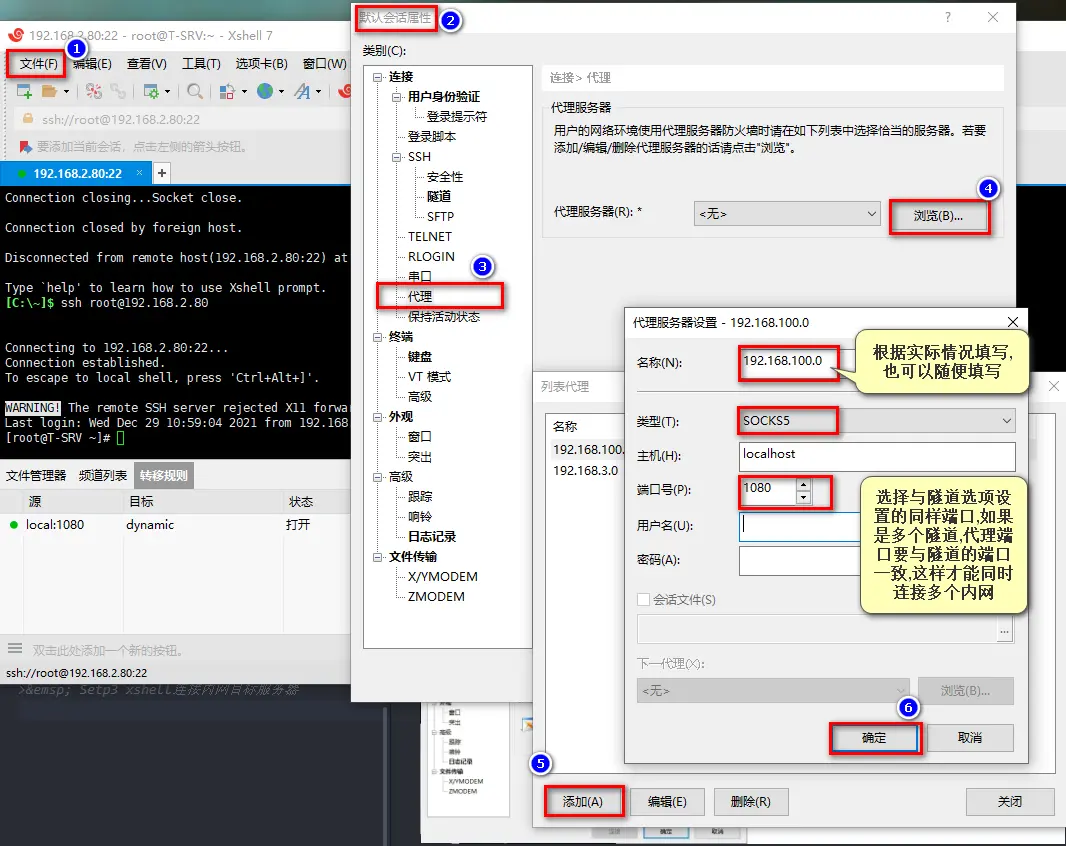 192.168.2.80:22 - root@T-SRV:~ - Xshell 7
1
文件(F) 编辑(E) 查看(V) 工具(T) 选项卡(B) 窗口(W)
ssh://root@192.168.2.80:22
要添加当前会话，点击左侧的箭头按钮。
192.168.2.80:22 × +
Connection closing...Socket close.
Connection closed by foreign host.
Disconnected from remote host(192.168.2.80:22) at
Type `help' to learn how to use Xshell prompt.
[C:\~]$ ssh root@192.168.2.80
Connecting to 192.168.2.80:22...
Connection established.
To escape to local shell, press 'Ctrl+Alt+]'.
WARNING! The remote SSH server rejected X11 forwa
Last login: Wed Dec 29 10:59:04 2021 from 192.168
[root@T-SRV ~]#
文件管理器 频道列表 转移规则
源 目标 状态
local:1080 dynamic 打开
双击此处添加一个新的按钮。
ssh://root@192.168.2.80:22
>&emsp; Setp3 xshell连接内网目标服务器
默认会话属性 2
? ×
类别(C):
连接
用户身份验证
登录提示符
登录脚本
SSH
安全性
隧道
SFTP
TELNET
RLOGIN
串口 3
代理
保持活动状态
终端
键盘
VT 模式
高级
外观
窗口
突出
高级
跟踪
响铃
日志记录
文件传输
X/YMODEM
ZMODEM
连接> 代理
代理服务器
用户的网络环境使用代理服务器防火墙时请在如下列表中选择恰当的服务器。若要
添加/编辑/删除代理服务器的话请点击"浏览"。
4
代理服务器(R): * <无> 浏览(B)...
列表代理
名称
192.168.100.
192.168.3.0
5
添加(A) 编辑(E) 删除(R) 关闭
代理服务器设置 - 192.168.100.0
名称(N): 192.168.100.0
根据实际情况填写,
也可以随便填写
类型(T): SOCKS5
主机(H): localhost
端口号(P): 1080
用户名(U):
密码(A):
选择与隧道选项设
置的同样端口,如果
是多个隧道,代理端
口要与隧道的端口
一致,这样才能同时
连接多个内网
会话文件(S)
...
下一代理(X):
<无> 浏览(B)...
6
确定 取消
窗口
突出
高级
跟踪
响铃
日志记录
文件传输
X/YMODEM
ZMODEM
确定 取消